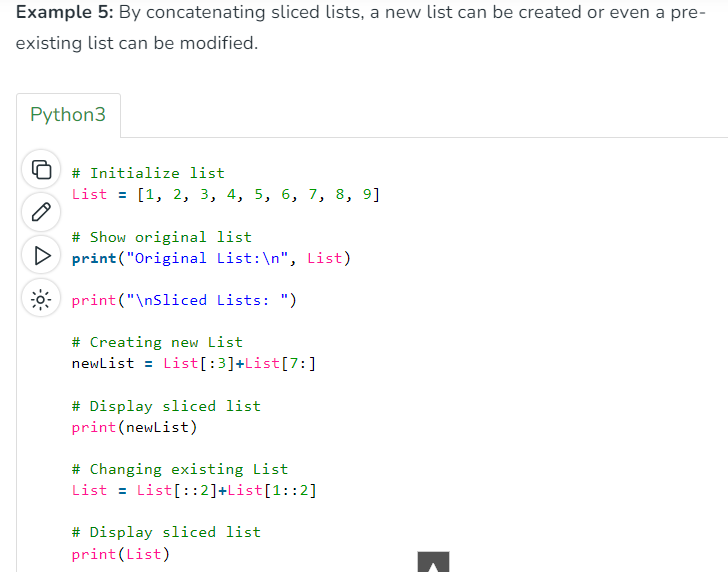 Example 5: By concatenating sliced lists, a new list can be created or even a pre-
existing list can be modified.
Python3
# Initialize list
List = [1, 2, 3, 4, 5, 6, 7, 8, 9]
# Show original list
print("Original List:\n", List)
print("\nSliced Lists: ")
# Creating new List
newList = List[:3]+List[7:]
# Display sliced list
print(newList)
# Changing existing List
List = List[::2]+List[1::2]
# Display sliced list
print(List)